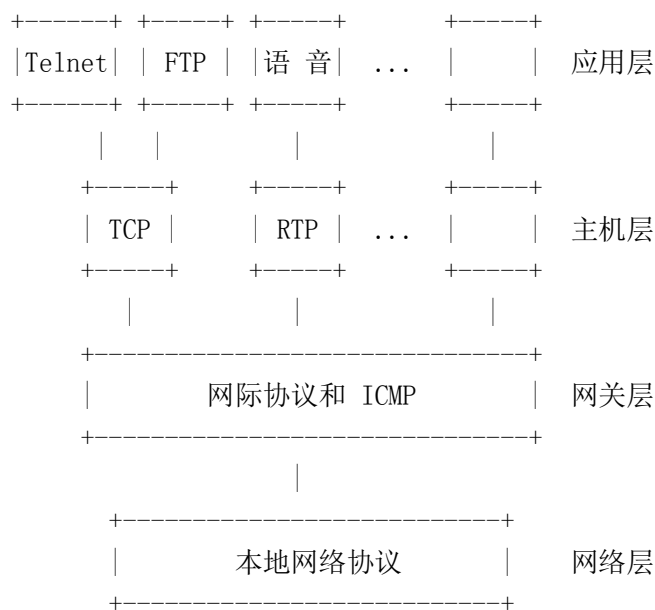 Telnet FTP 语 音 ... 应用层
TCP RTP ... 主机层
网际协议和 ICMP 网关层
本地网络协议 网络层